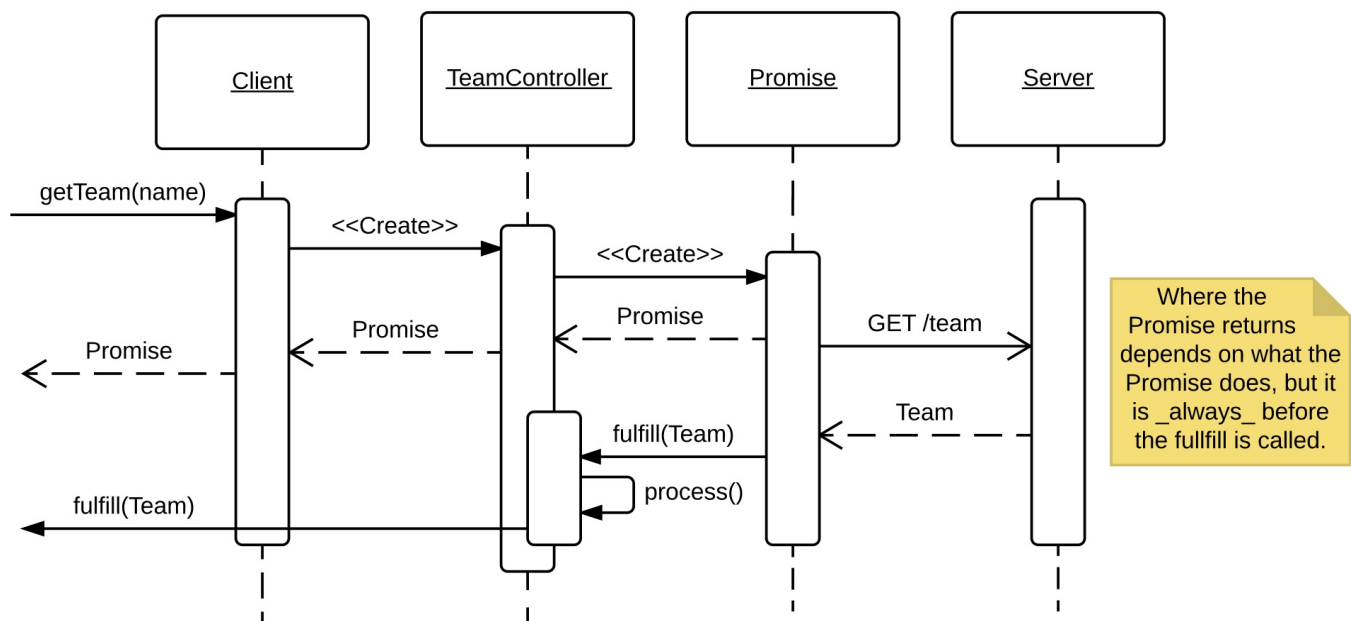 Client
TeamController
Promise
Server
getTeam(name)
<<Create>>
<<Create>>
Promise
Promise
Promise
GET /team
Team
fulfill(Team)
process()
fulfill(Team)
Where the
Promise returns
depends on what the
Promise does, but it
is _always_ before
the fullfill is called.